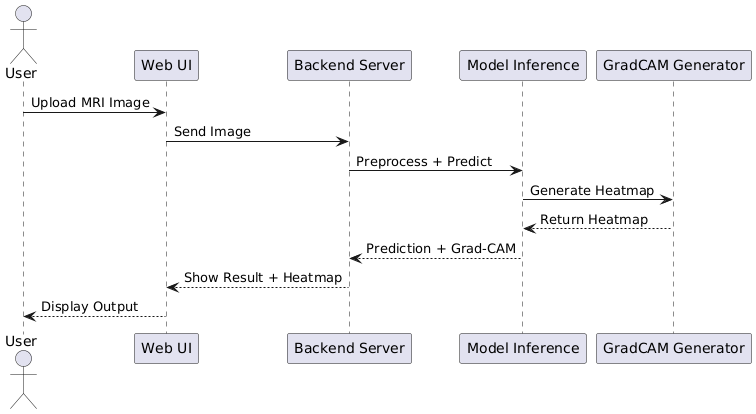 User
Web UI
Backend Server
Model Inference
GradCAM Generator
Upload MRI Image
Send Image
Preprocess + Predict
Generate Heatmap
Return Heatmap
Prediction + Grad-CAM
Show Result + Heatmap
Display Output
User
Web UI
Backend Server
Model Inference
GradCAM Generator